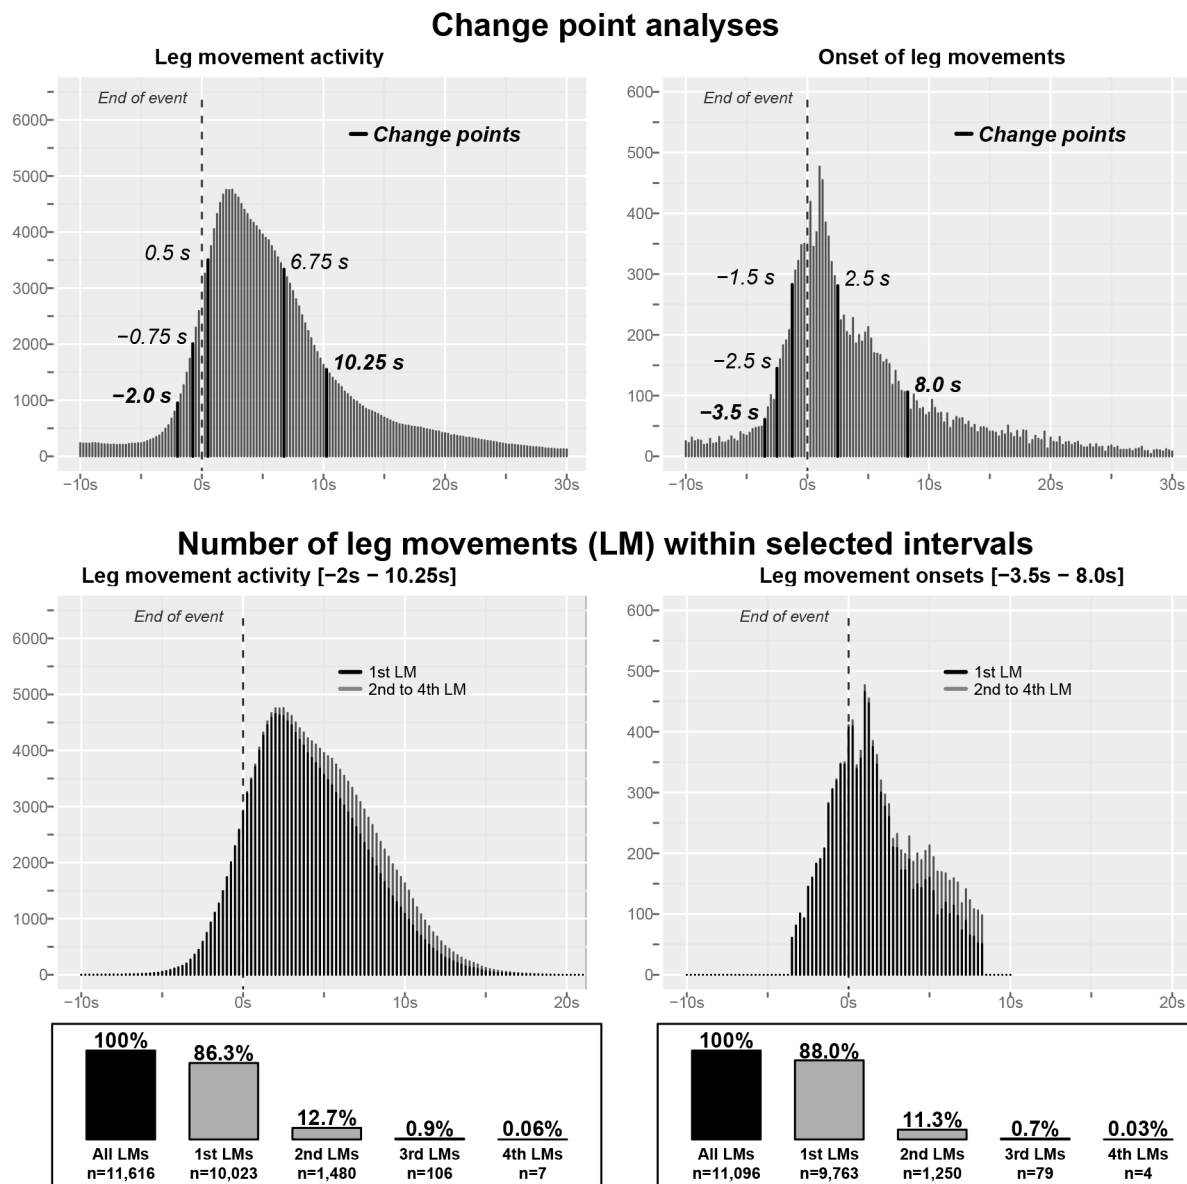 Change point analyses
Leg movement activity
End of event
Change points
6000
5000
4000
3000
2000
1000
0
0.5 s
6.75 s
−0.75 s
10.25 s
−2.0 s
−10s
0s
10s
20s
30s
Onset of leg movements
End of event
Change points
600
500
400
300
200
100
0
−1.5 s
2.5 s
−2.5 s
8.0 s
−3.5 s
−10s
0s
10s
20s
30s
Number of leg movements (LM) within selected intervals
Leg movement activity [−2s − 10.25s]
End of event
1st LM
2nd to 4th LM
6000
5000
4000
3000
2000
1000
0
−10s
0s
10s
20s
Leg movement onsets [−3.5s − 8.0s]
End of event
1st LM
2nd to 4th LM
600
500
400
300
200
100
0
−10s
0s
10s
20s
100%
86.3%
12.7%
0.9%
0.06%
All LMs
1st LMs
2nd LMs
3rd LMs
4th LMs
n=11,616
n=10,023
n=1,480
n=106
n=7
100%
88.0%
11.3%
0.7%
0.03%
All LMs
1st LMs
2nd LMs
3rd LMs
4th LMs
n=11,096
n=9,763
n=1,250
n=79
n=4